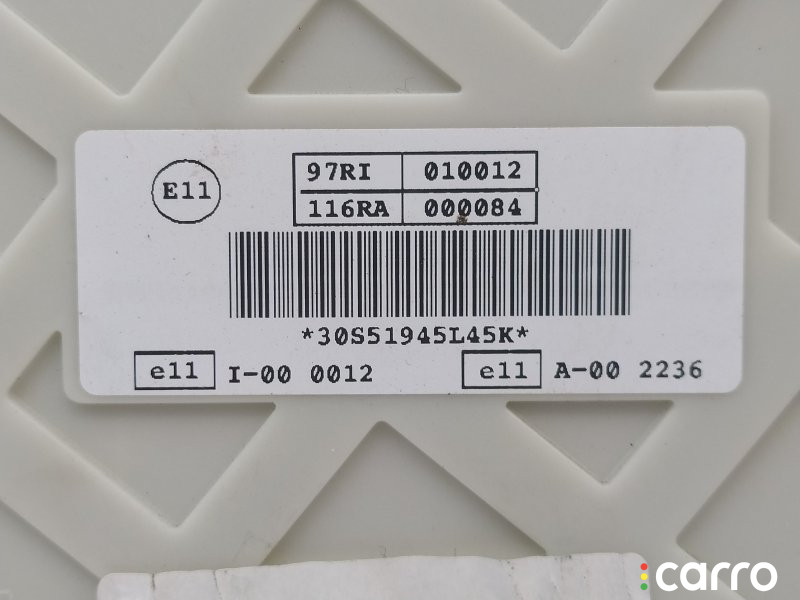 E11
97RI 010012
116RA 000084
*30S51945L45K*
e11 I-00 0012
e11 A-00 2236
carro